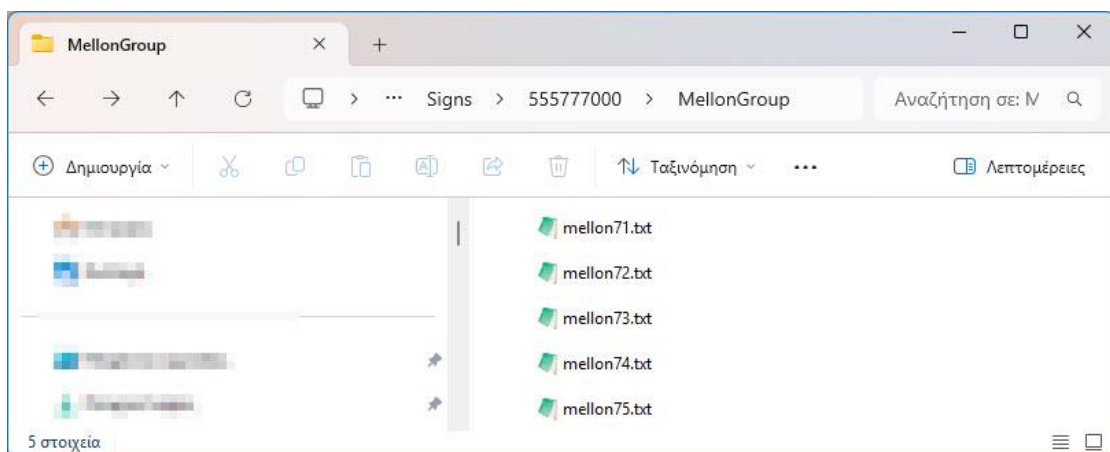 MellonGroup
Signs > 555777000 > MellonGroup
Αναζήτηση σε: M
Δημιουργία
Ταξινόμηση
Λεπτομέρειες
mellon71.txt
mellon72.txt
mellon73.txt
mellon74.txt
mellon75.txt
5 στοιχεία